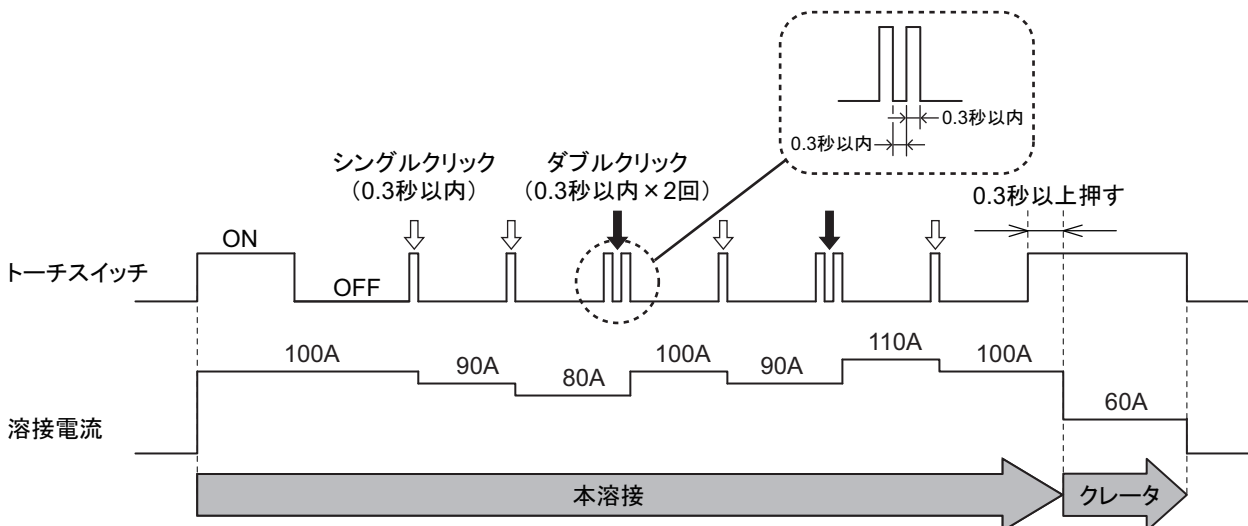 0.3秒以内
0.3秒以内
シングルクリック
（0.3秒以内）
ダブルクリック
（0.3秒以内×2回）
0.3秒以上押す
トーチスイッチ
ON
OFF
100A
90A
80A
100A
90A
110A
100A
60A
溶接電流
本溶接
クレータ